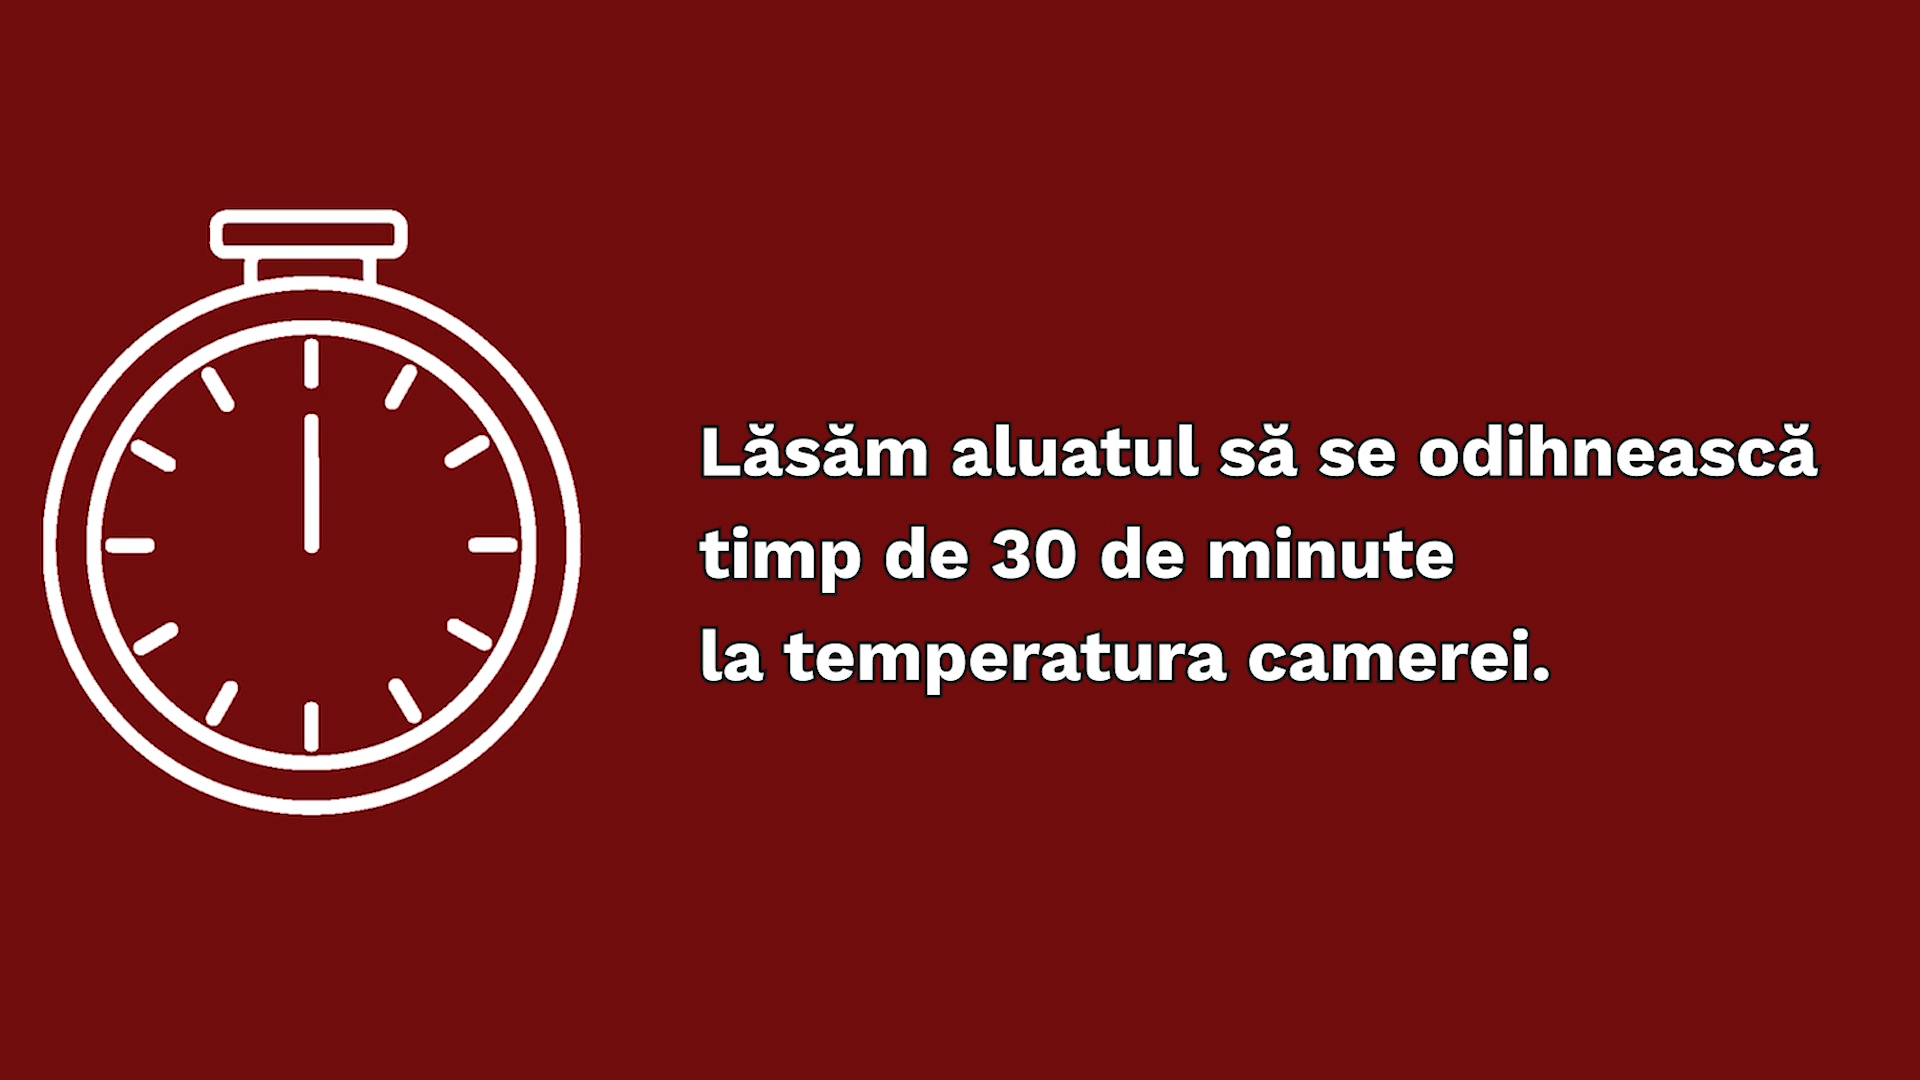 Lăsăm aluatul să se odihnească
timp de 30 de minute
la temperatura camerei.